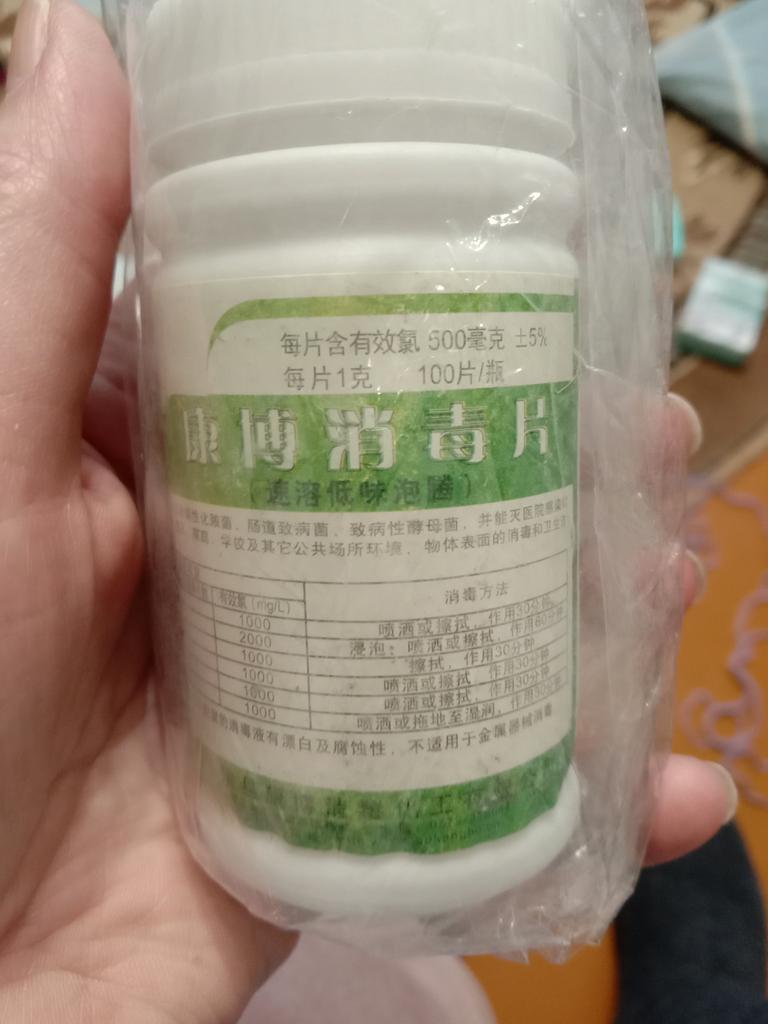 每片含有效氯 500毫克 ±5%
每片1克 100片/瓶
康博消毒片
(速溶低味泡腾)
性化脓菌、肠道致病菌、致病性酵母菌，并能灭医院感染
学校及其它公共场所环境、物体表面的消毒和卫生
有效氯(mg/L) 消毒方法
1000 喷洒或擦拭，作用30分钟
2000 浸泡、喷洒或擦拭，作用60分钟
1000 擦拭，作用30分钟
1000 喷洒或擦拭，作用30分钟
1000 喷洒或擦拭，作用30分钟
1000 喷洒或拖地至湿润，作用30分钟
的消毒液有漂白及腐蚀性，不适用于金属器械消毒